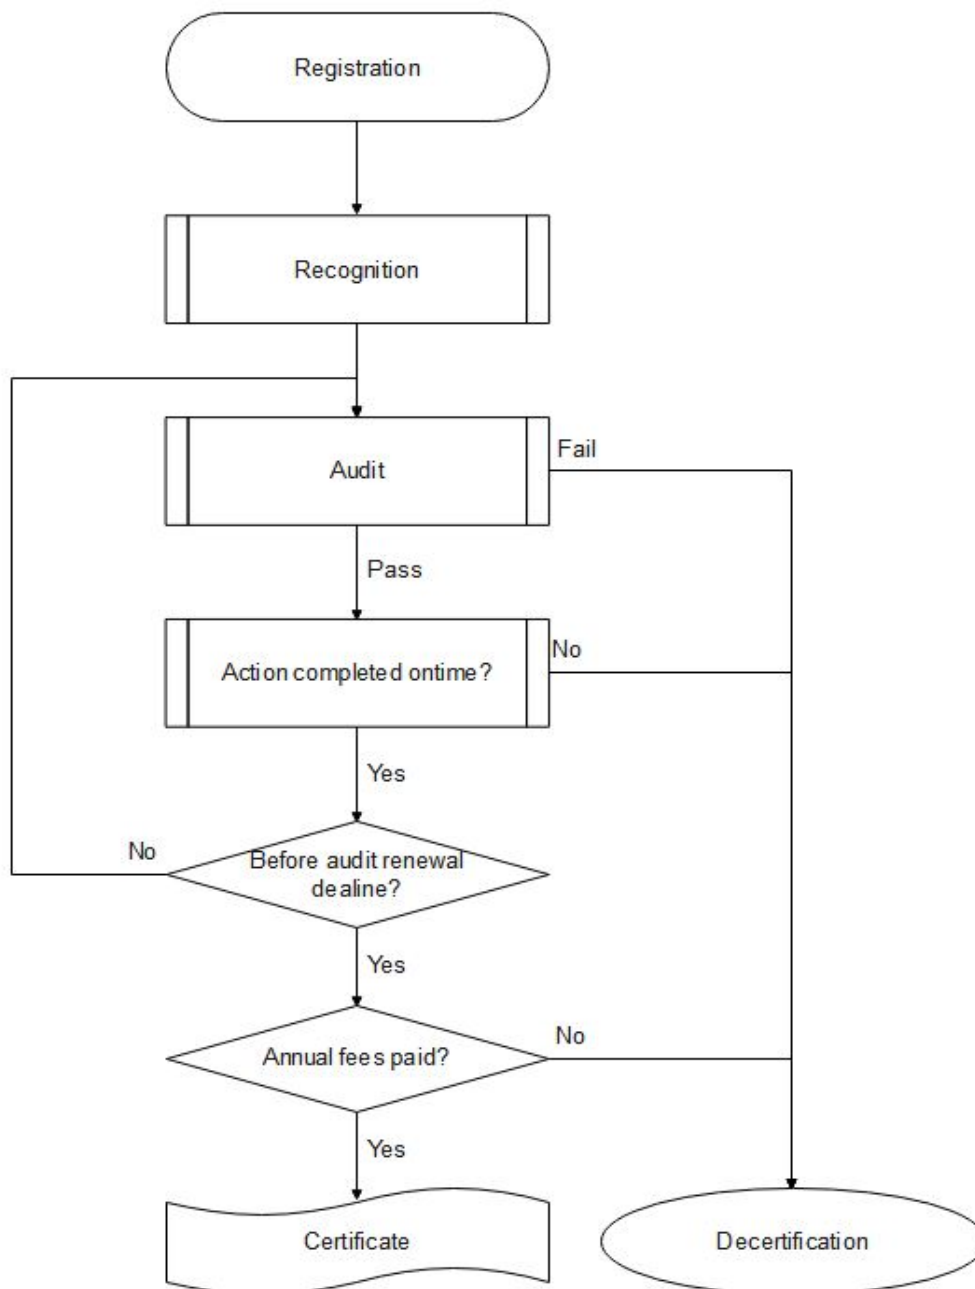 Registration
Recognition
Audit
Fail
Pass
Action completed ontime?
No
Yes
No
Before audit renewal
dealine?
Yes
Annual fees paid?
No
Yes
Certificate
Decertification